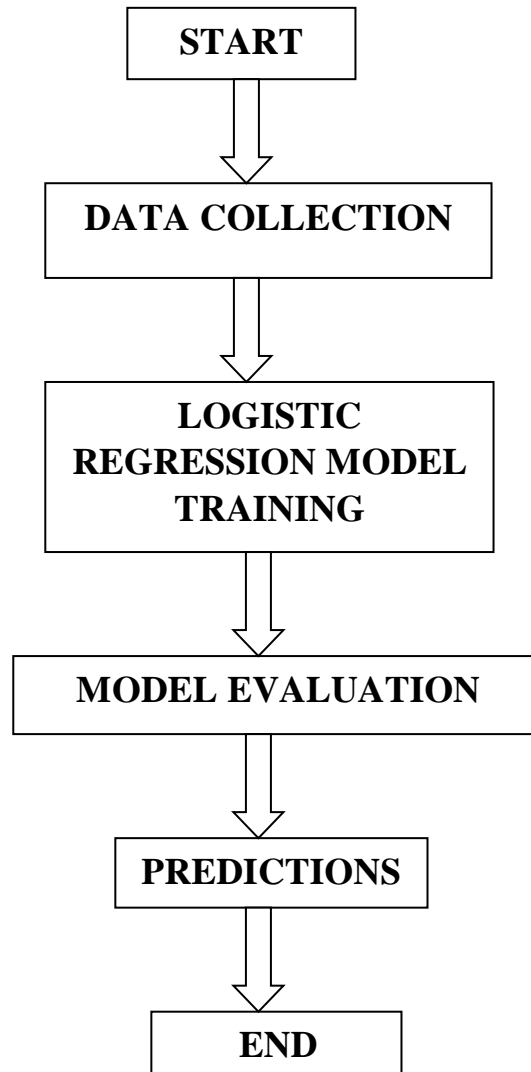 START
DATA COLLECTION
LOGISTIC
REGRESSION MODEL
TRAINING
MODEL EVALUATION
PREDICTIONS
END